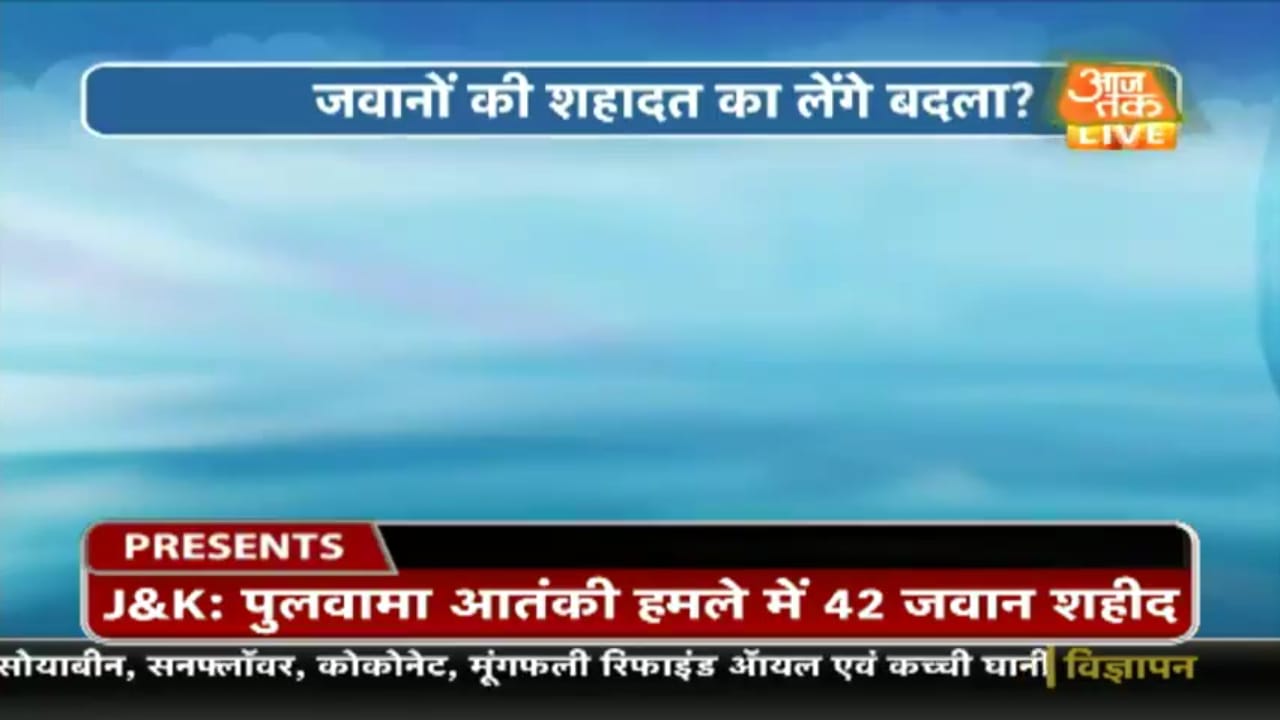 जवानों की शहादत का लेंगे बदला?
आज
तक
LIVE
PRESENTS
J&K: पुलवामा आतंकी हमले में 42 जवान शहीद
सोयाबीन, सनफ्लॉवर, कोकोनेट, मूंगफली रिफाइंड ऑयल एवं कच्ची घानी
विज्ञापन